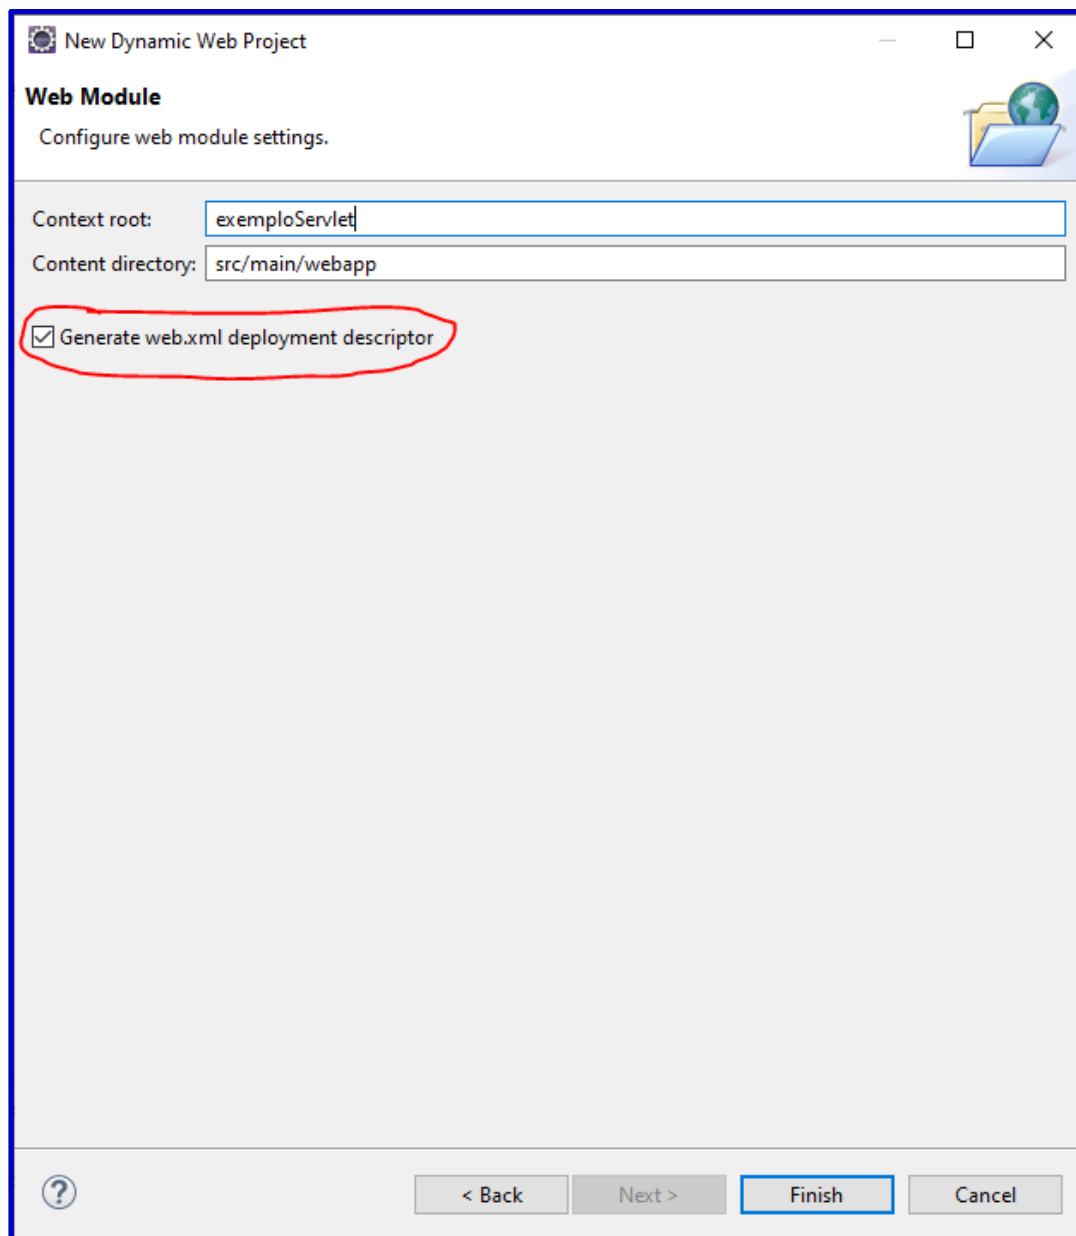 New Dynamic Web Project
Web Module
Configure web module settings.
Context root: exemploServlet
Content directory: src/main/webapp
Generate web.xml deployment descriptor
?
< Back Next > Finish Cancel